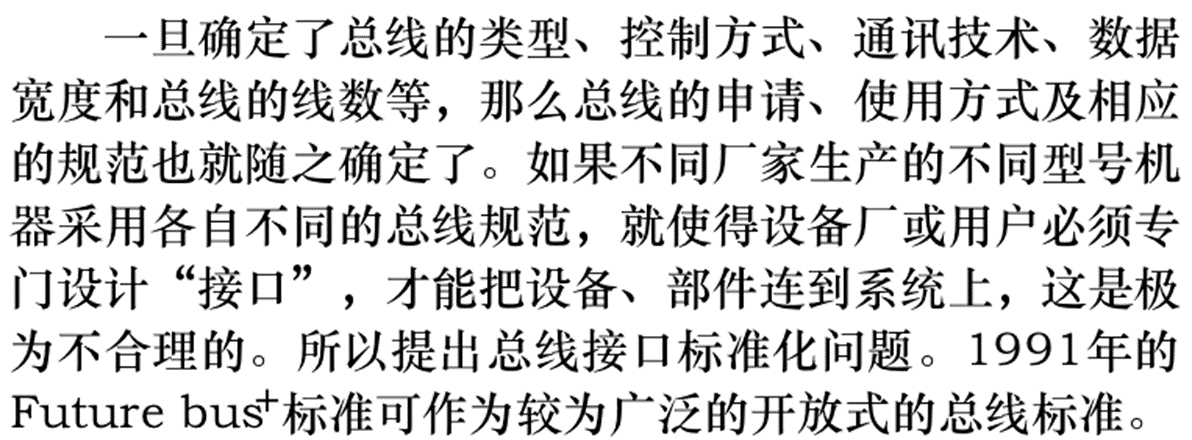 一旦确定了总线的类型、控制方式、通讯技术、数据
宽度和总线的线数等，那么总线的申请、使用方式及相应
的规范也就随之确定了。如果不同厂家生产的不同型号机
器采用各自不同的总线规范，就使得设备厂或用户必须专
门设计“接口”，才能把设备、部件连到系统上，这是极
为不合理的。所以提出总线接口标准化问题。1991年的
Future bus⁺标准可作为较为广泛的开放式的总线标准。